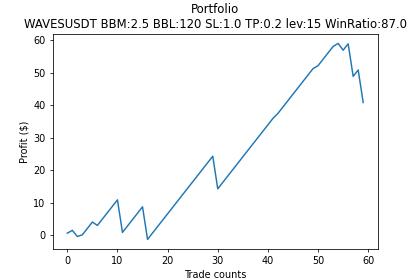 Portfolio
WAVESUSDT BBM:2.5 BBL:120 SL:1.0 TP:0.2 lev:15 WinRatio:87.0
60
50
40
30
20
10
0
Profit ($)
0 10 20 30 40 50 60
Trade counts